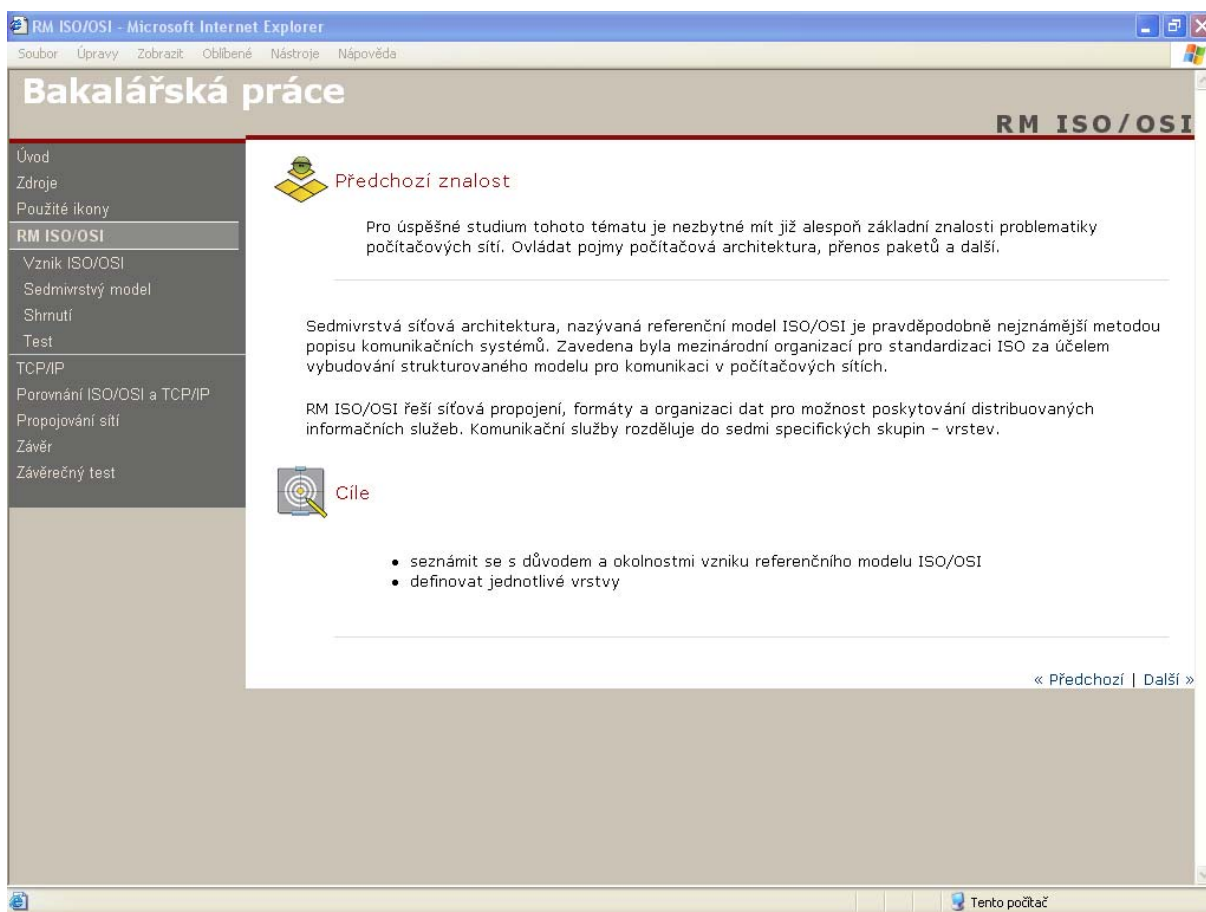 RM ISO/OSI - Microsoft Internet Explorer
Soubor Úpravy Zobrazit Oblíbené Nástroje Nápověda
Bakalářská práce
RM ISO/OSI
Úvod
Zdroje
Použité ikony
RM ISO/OSI
Vznik ISO/OSI
Sedmivrstvý model
Shrnutí
Test
TCP/IP
Porovnání ISO/OSI a TCP/IP
Propojování sítí
Závěr
Závěrečný test
Předchozí znalost
Pro úspěšné studium tohoto tématu je nezbytné mít již alespoň základní znalosti problematiky
počítačových sítí. Ovládat pojmy počítačová architektura, přenos paketů a další.
Sedmivrstvá síťová architektura, nazývaná referenční model ISO/OSI je pravděpodobně nejznámější metodou
popisu komunikačních systémů. Zavedena byla mezinárodní organizací pro standardizaci ISO za účelem
vybudování strukturovaného modelu pro komunikaci v počítačových sítích.
RM ISO/OSI řeší síťová propojení, formáty a organizaci dat pro možnost poskytování distribuovaných
informačních služeb. Komunikační služby rozděluje do sedmi specifických skupin – vrstev.
Cíle
• seznámit se s důvodem a okolnostmi vzniku referenčního modelu ISO/OSI
• definovat jednotlivé vrstvy
« Předchozí | Další »
Tento počítač